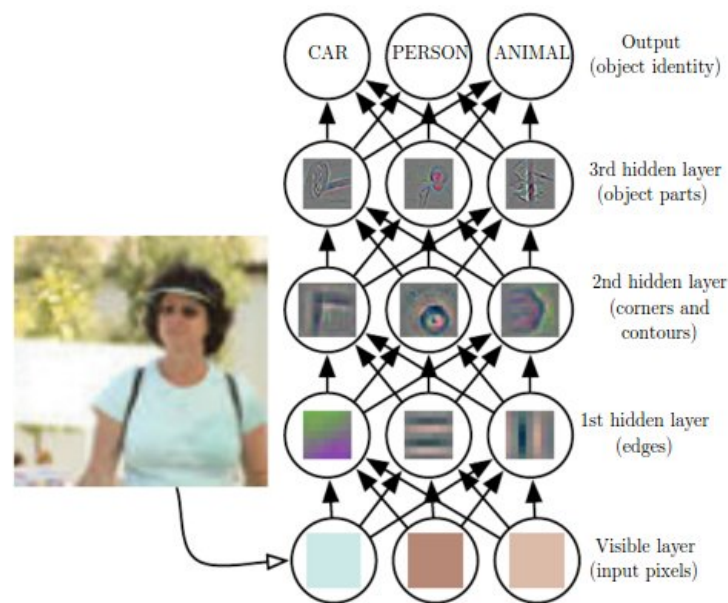 CAR PERSON ANIMAL
Output
(object identity)
3rd hidden layer
(object parts)
2nd hidden layer
(corners and
contours)
1st hidden layer
(edges)
Visible layer
(input pixels)